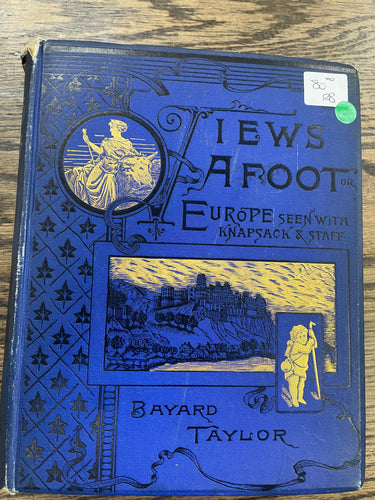 VIEWS
AFOOT OR
EUROPE SEEN WITH
KNAPSACK & STAFF
BAYARD
TAYLOR